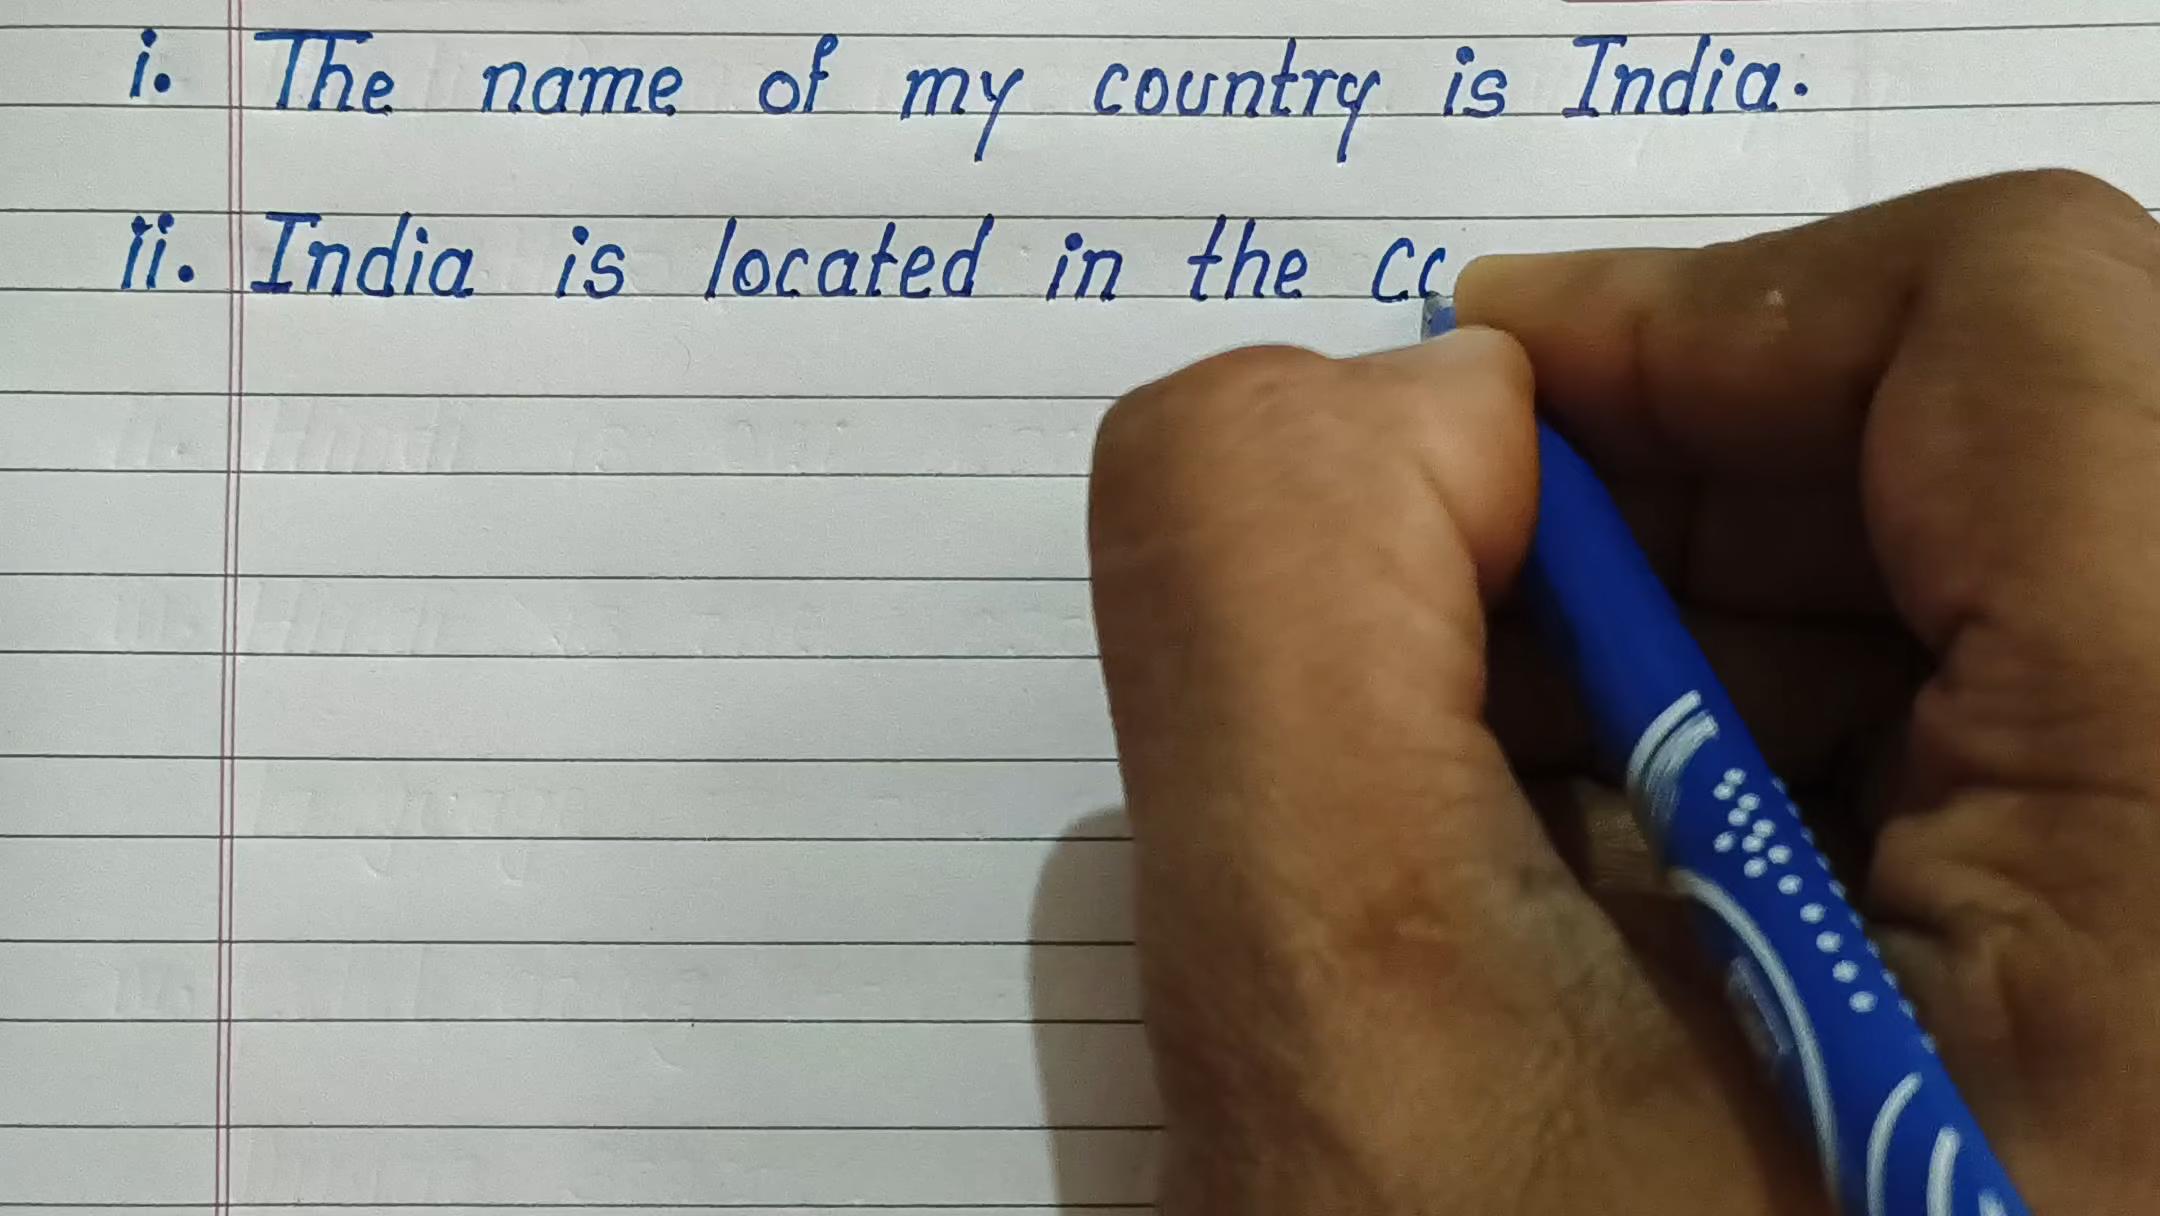 i. The name of my country is India.
ii. India is located in the